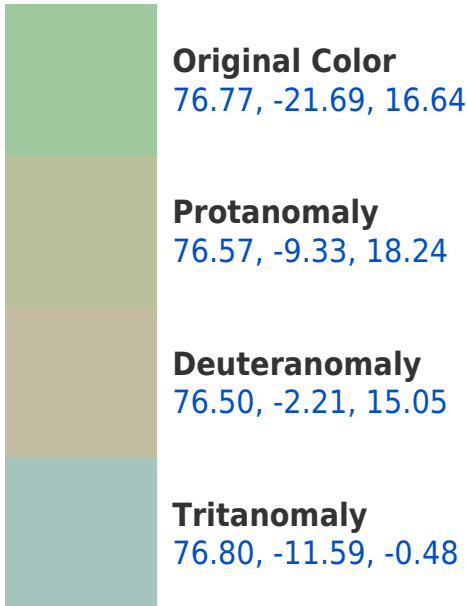 Original Color
76.77, -21.69, 16.64
Protanomaly
76.57, -9.33, 18.24
Deuteranomaly
76.50, -2.21, 15.05
Tritanomaly
76.80, -11.59, -0.48